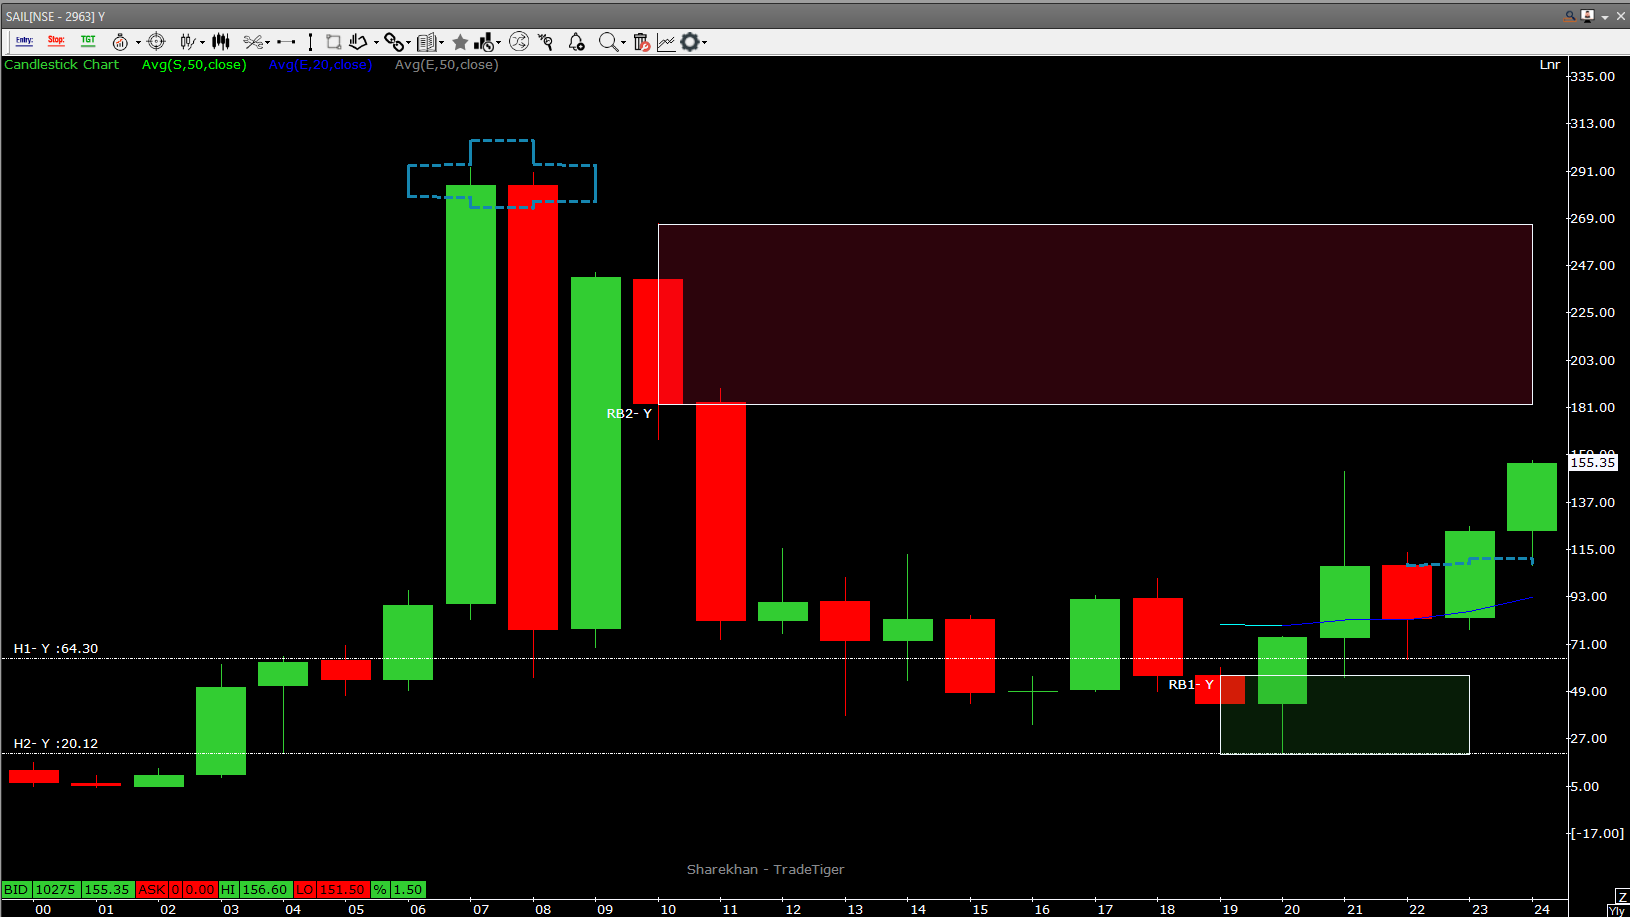 SAIL[NSE - 2963] Y
Entry: Stop: TGT
Candlestick Chart Avg(S,50,close) Avg(E,20,close) Avg(E,50,close)
Lnr
335.00
313.00
291.00
269.00
247.00
225.00
203.00
181.00
RB2- Y
155.35
137.00
115.00
93.00
H1- Y :64.30
71.00
RB1- Y
49.00
H2- Y :20.12
27.00
5.00
[-17.00]
Sharekhan - TradeTiger
BID 10275 155.35 ASK 0 0.00 HI 156.60 LO 151.50 % 1.50
Z
00 01 02 03 04 05 06 07 08 09 10 11 12 13 14 15 16 17 18 19 20 21 22 23 24
Yly